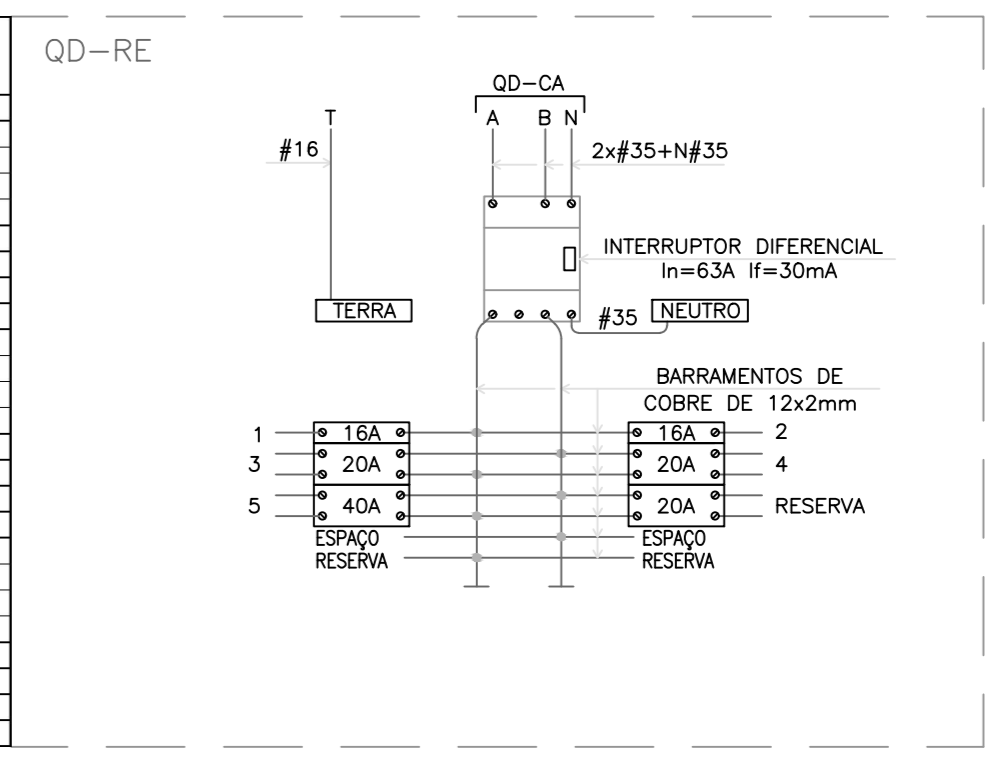 QD-RE
QD-CA
T
A B N
#16
2x#35+N#35
INTERRUPTOR DIFERENCIAL
In=63A If=30mA
TERRA
#35
NEUTRO
BARRAMENTOS DE
COBRE DE 12x2mm
1 16A 16A 2
3 20A 20A 4
5 40A 20A RESERVA
ESPAÇO
RESERVA
ESPAÇO
RESERVA